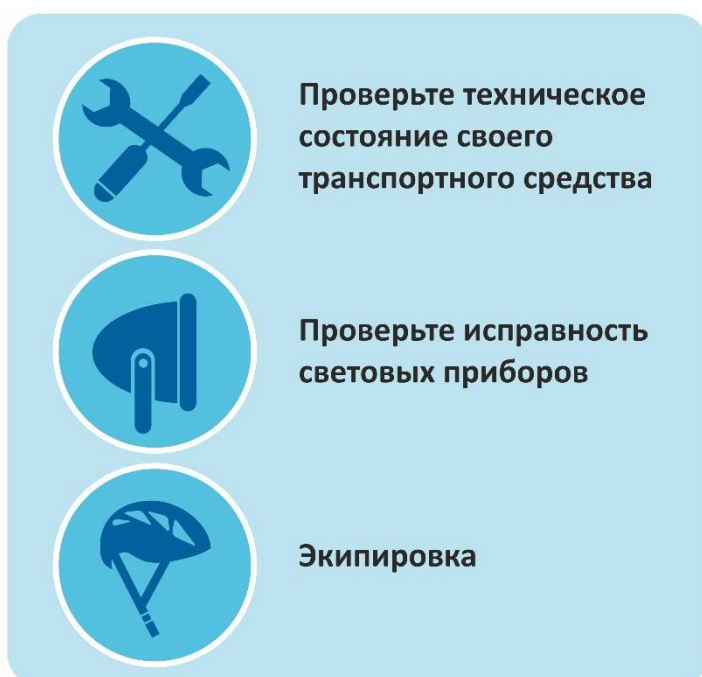 Проверьте техническое
состояние своего
транспортного средства
Проверьте исправность
световых приборов
Экипировка